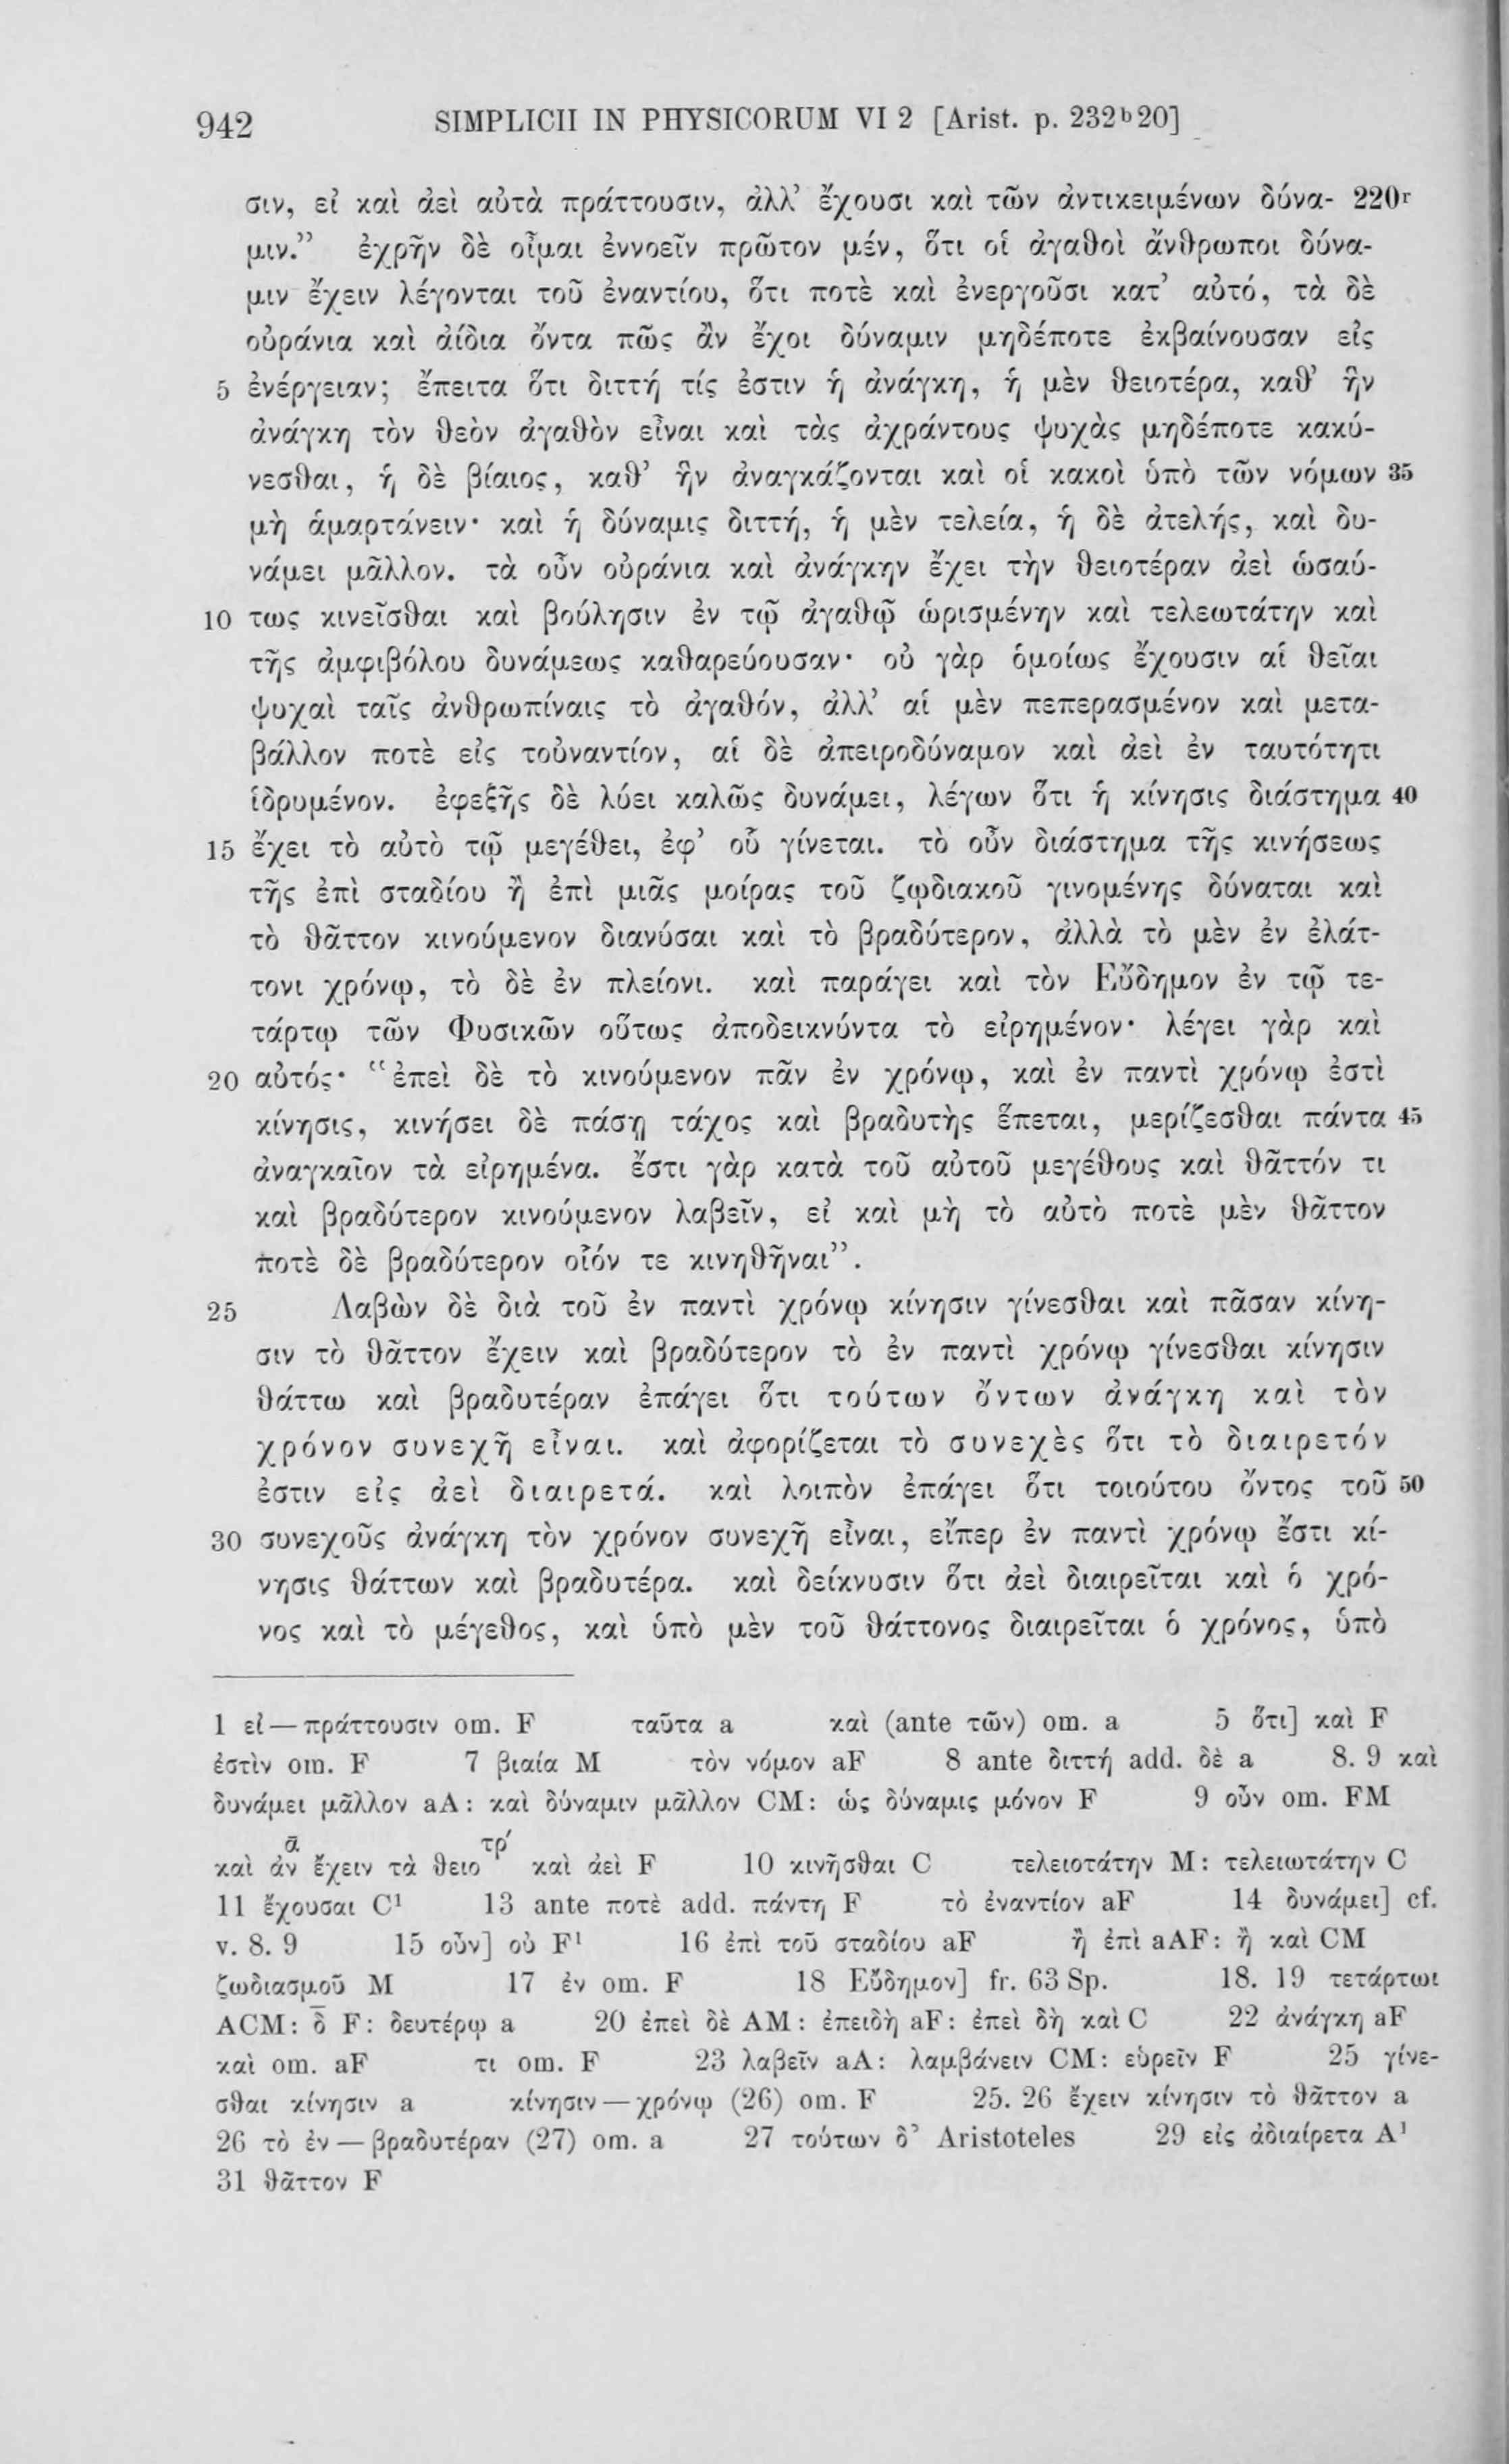 942 SIMPLICII IN PHYSICORUM VI 2 [Arist. p. 232ᵇ20]
σιν, εἰ καὶ ἀεὶ αὐτὰ πράττουσιν, ἀλλ’ ἔχουσι καὶ τῶν ἀντικειμένων δύνα- 220ʳ
μιν.” ἐχρῆν δὲ οἶμαι ἐννοεῖν πρῶτον μέν, ὅτι οἱ ἀγαθοὶ ἄνθρωποι δύνα-
μιν ἔχειν λέγονται τοῦ ἐναντίου, ὅτι ποτὲ καὶ ἐνεργοῦσι κατ’ αὐτό, τὰ δὲ
οὐράνια καὶ ἀίδια ὄντα πῶς ἂν ἔχοι δύναμιν μηδέποτε ἐκβαίνουσαν εἰς
5 ἐνέργειαν; ἔπειτα ὅτι διττή τίς ἐστιν ἡ ἀνάγκη, ἡ μὲν θειοτέρα, καθ’ ἣν
ἀνάγκη τὸν θεὸν ἀγαθὸν εἶναι καὶ τὰς ἀχράντους ψυχὰς μηδέποτε κακύ-
νεσθαι, ἡ δὲ βίαιος, καθ’ ἣν ἀναγκάζονται καὶ οἱ κακοὶ ὑπὸ τῶν νόμων 35
μὴ ἁμαρτάνειν· καὶ ἡ δύναμις διττή, ἡ μὲν τελεία, ἡ δὲ ἀτελής, καὶ δυ-
νάμει μᾶλλον. τὰ οὖν οὐράνια καὶ ἀνάγκην ἔχει τὴν θειοτέραν ἀεὶ ὡσαύ-
10 τως κινεῖσθαι καὶ βούλησιν ἐν τῷ ἀγαθῷ ὡρισμένην καὶ τελεωτάτην καὶ
τῆς ἀμφιβόλου δυνάμεως καθαρεύουσαν· οὐ γὰρ ὁμοίως ἔχουσιν αἱ θεῖαι
ψυχαὶ ταῖς ἀνθρωπίναις τὸ ἀγαθόν, ἀλλ’ αἱ μὲν πεπερασμένον καὶ μετα-
βάλλον ποτὲ εἰς τοὐναντίον, αἱ δὲ ἀπειροδύναμον καὶ ἀεὶ ἐν ταυτότητι
ἱδρυμένον. ἐφεξῆς δὲ λύει καλῶς δυνάμει, λέγων ὅτι ἡ κίνησις διάστημα 40
15 ἔχει τὸ αὐτὸ τῷ μεγέθει, ἐφ’ οὗ γίνεται. τὸ οὖν διάστημα τῆς κινήσεως
τῆς ἐπὶ σταδίου ἢ ἐπὶ μιᾶς μοίρας τοῦ ζῳδιακοῦ γινομένης δύναται καὶ
τὸ θᾶττον κινούμενον διανύσαι καὶ τὸ βραδύτερον, ἀλλὰ τὸ μὲν ἐν ἐλάτ-
τονι χρόνῳ, τὸ δὲ ἐν πλείονι. καὶ παράγει καὶ τὸν Εὔδημον ἐν τῷ τε-
τάρτῳ τῶν Φυσικῶν οὕτως ἀποδεικνύντα τὸ εἰρημένον· λέγει γὰρ καὶ
20 αὐτός· “ἐπεὶ δὲ τὸ κινούμενον πᾶν ἐν χρόνῳ, καὶ ἐν παντὶ χρόνῳ ἐστὶ
κίνησις, κινήσει δὲ πάσῃ τάχος καὶ βραδυτὴς ἕπεται, μερίζεσθαι πάντα 45
ἀναγκαῖον τὰ εἰρημένα. ἔστι γὰρ κατὰ τοῦ αὐτοῦ μεγέθους καὶ θᾶττόν τι
καὶ βραδύτερον κινούμενον λαβεῖν, εἰ καὶ μὴ τὸ αὐτὸ ποτὲ μὲν θᾶττον
ποτὲ δὲ βραδύτερον οἷόν τε κινηθῆναι”.
25 Λαβὼν δὲ διὰ τοῦ ἐν παντὶ χρόνῳ κίνησιν γίνεσθαι καὶ πᾶσαν κίνη-
σιν τὸ θᾶττον ἔχειν καὶ βραδύτερον τὸ ἐν παντὶ χρόνῳ γίνεσθαι κίνησιν
θάττω καὶ βραδυτέραν ἐπάγει ὅτι τούτων ὄντων ἀνάγκη καὶ τὸν
χρόνον συνεχῆ εἶναι. καὶ ἀφορίζεται τὸ συνεχὲς ὅτι τὸ διαιρετόν
ἐστιν εἰς ἀεὶ διαιρετά. καὶ λοιπὸν ἐπάγει ὅτι τοιούτου ὄντος τοῦ 50
30 συνεχοῦς ἀνάγκη τὸν χρόνον συνεχῆ εἶναι, εἴπερ ἐν παντὶ χρόνῳ ἔστι κί-
νησις θάττων καὶ βραδυτέρα. καὶ δείκνυσιν ὅτι ἀεὶ διαιρεῖται καὶ ὁ χρό-
νος καὶ τὸ μέγεθος, καὶ ὑπὸ μὲν τοῦ θάττονος διαιρεῖται ὁ χρόνος, ὑπὸ
1 εἰ — πράττουσιν om. F ταῦτα a καὶ (ante τῶν) om. a 5 ὅτι] καὶ F
ἐστὶν om. F 7 βιαία M τὸν νόμον aF 8 ante διττή add. δὲ a 8. 9 καὶ
δυνάμει μᾶλλον aA: καὶ δύναμιν μᾶλλον CM: ὡς δύναμις μόνον F 9 οὖν om. FM
καὶ ἀν ᾶ ἔχειν τὰ θειο τρ́ καὶ ἀεὶ F 10 κινῆσθαι C τελειοτάτην M: τελειωτάτην C
11 ἔχουσαι C¹ 13 ante ποτὲ add. πάντη F τὸ ἐναντίον aF 14 δυνάμει] cf.
v. 8. 9 15 οὖν] οὐ F¹ 16 ἐπὶ τοῦ σταδίου aF ἢ ἐπὶ aAF: ἢ καὶ CM
ζωδιασμοῦ M 17 ἐν om. F 18 Εὔδημον] fr. 63 Sp. 18. 19 τετάρτωι
ACM: δ̄ F: δευτέρῳ a 20 ἐπεὶ δὲ AM: ἐπειδὴ aF: ἐπεὶ δὴ καὶ C 22 ἀνάγκη aF
καὶ om. aF τι om. F 23 λαβεῖν aA: λαμβάνειν CM: εὑρεῖν F 25 γίνε-
σθαι κίνησιν a κίνησιν — χρόνῳ (26) om. F 25. 26 ἔχειν κίνησιν τὸ θᾶττον a
26 τὸ ἐν — βραδυτέραν (27) om. a 27 τούτων δ’ Aristoteles 29 εἰς ἀδιαίρετα A¹
31 θᾶττον F